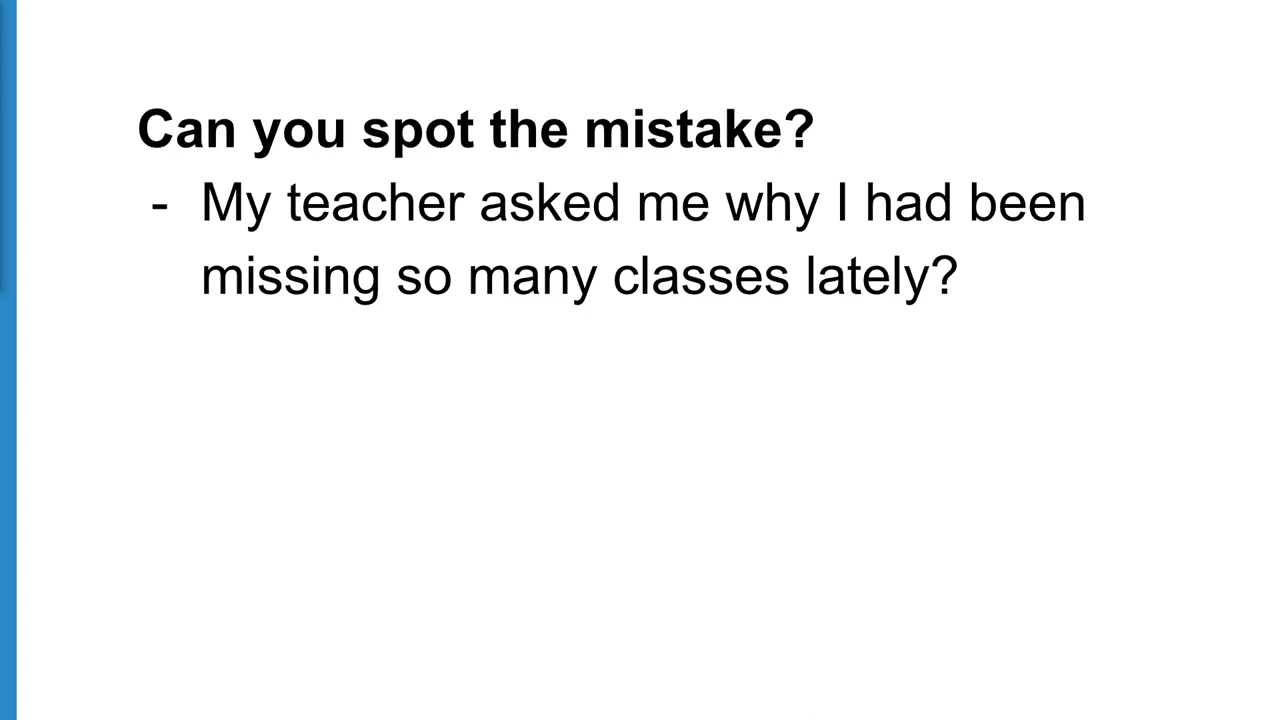 Can you spot the mistake?
- My teacher asked me why I had been
missing so many classes lately?